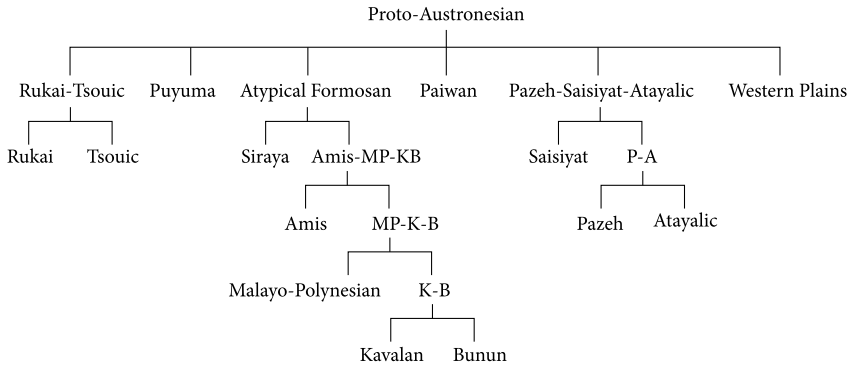 Proto-Austronesian
Rukai-Tsouic Puyuma Atypical Formosan Paiwan Pazeh-Saisiyat-Atayalic Western Plains
Rukai Tsouic Siraya Amis-MP-KB Saisiyat P-A
Amis MP-K-B Pazeh Atayalic
Malayo-Polynesian K-B
Kavalan Bunun